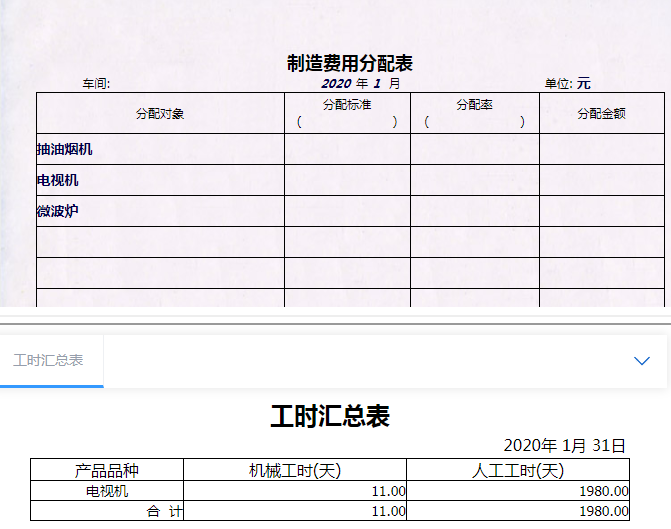 制造费用分配表
车间: 2020 年 1 月 单位: 元
分配对象 分配标准 ( ) 分配率 ( ) 分配金额
抽油烟机
电视机
微波炉
工时汇总表
工时汇总表
2020年 1月 31日
产品品种 机械工时(天) 人工工时(天)
电视机 11.00 1980.00
合 计 11.00 1980.00